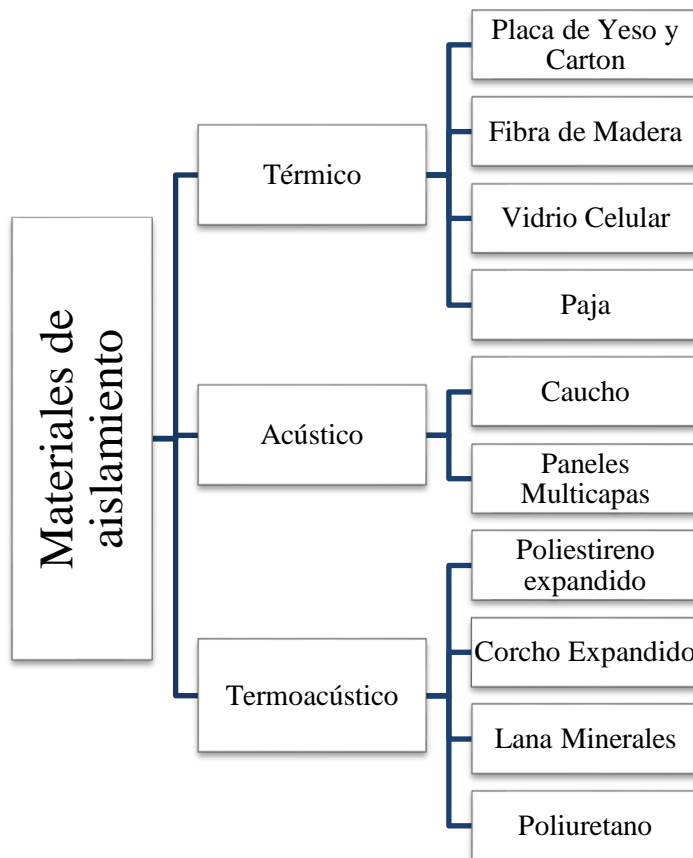 Materiales de
aislamiento
Térmico
Placa de Yeso y
Carton
Fibra de Madera
Vidrio Celular
Paja
Acústico
Caucho
Paneles
Multicapas
Termoacústico
Poliestireno
expandido
Corcho Expandido
Lana Minerales
Poliuretano